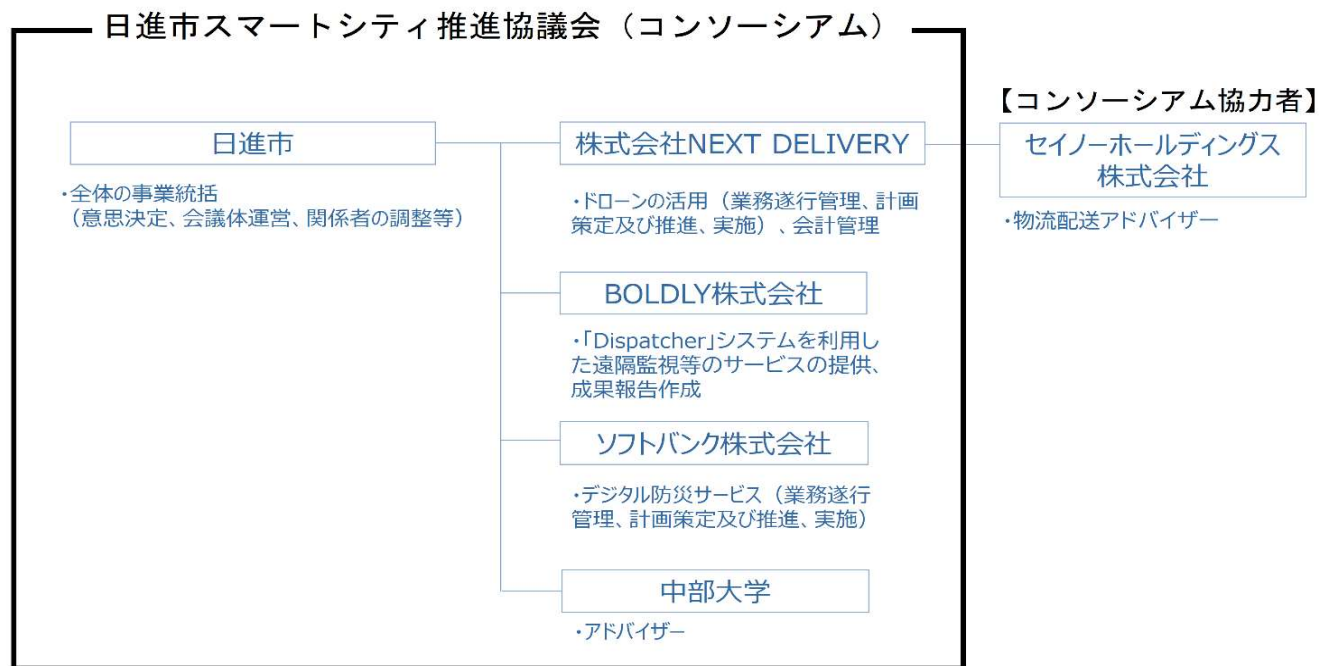 日進市スマートシティ推進協議会（コンソーシアム）
【コンソーシアム協力者】
日進市
・全体の事業統括
（意思決定、会議体運営、関係者の調整等）
株式会社NEXT DELIVERY
・ドローンの活用（業務遂行管理、計画
策定及び推進、実施）、会計管理
セイノーホールディングス
株式会社
・物流配送アドバイザー
BOLDLY株式会社
・「Dispatcher」システムを利用し
た遠隔監視等のサービスの提供、
成果報告作成
ソフトバンク株式会社
・デジタル防災サービス（業務遂行
管理、計画策定及び推進、実施）
中部大学
・アドバイザー